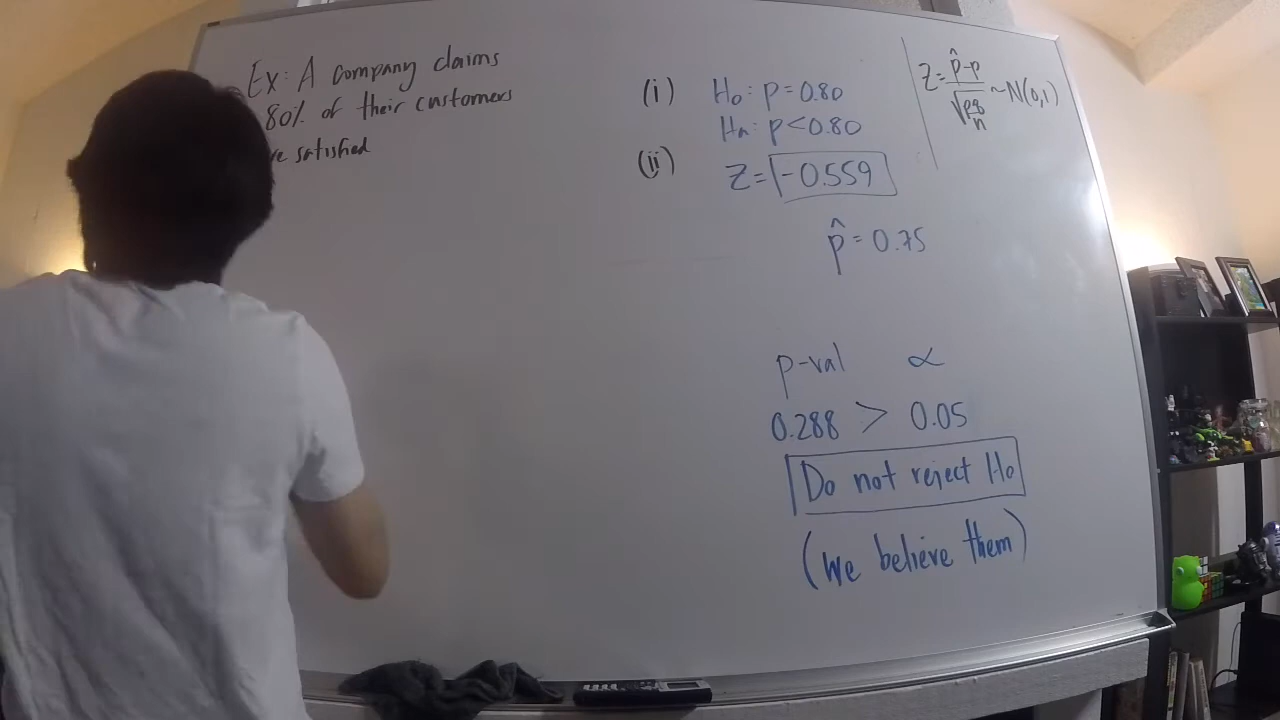 Ex: A company claims
80% of their customers
satisfied
(i) H₀: p = 0.80
Hₐ: p < 0.80
(ii) Z = -0.559
p̂ = 0.75
p-val α
0.288 > 0.05
Do not reject H₀
(We believe them)
Z = (p̂ - p) / √(pq/n) ~ N(0,1)